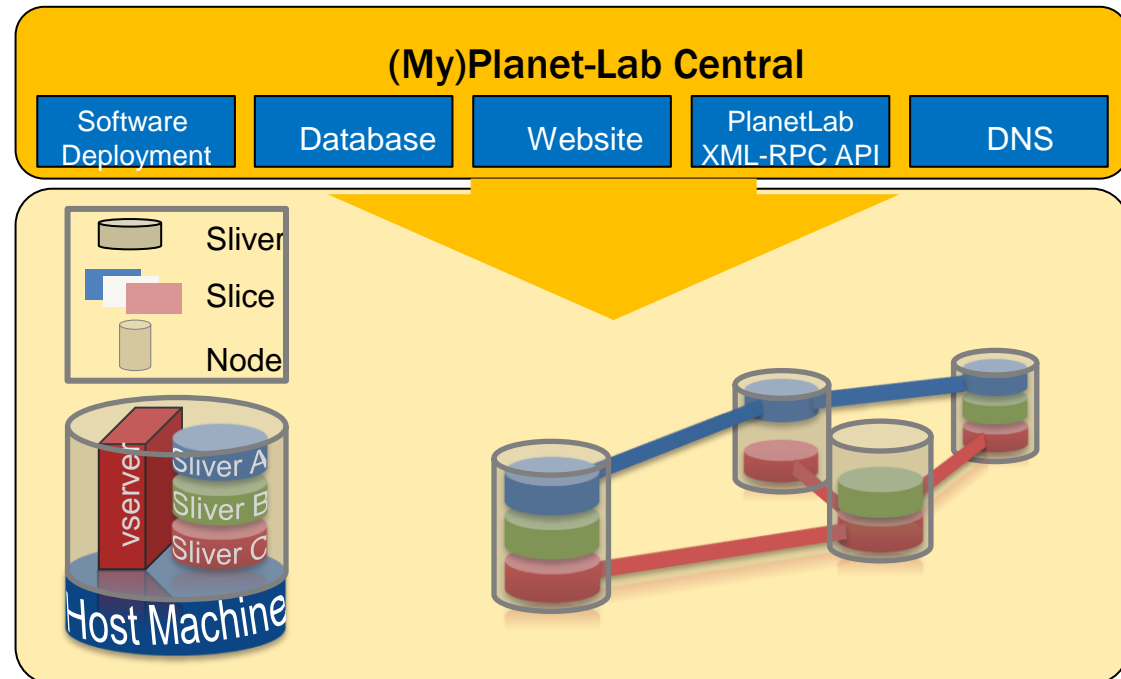 (My)Planet-Lab Central
Software
Deployment
Database
Website
PlanetLab
XML-RPC API
DNS
Sliver
Slice
Node
vserver
Sliver A
Sliver B
Sliver C
Host Machine